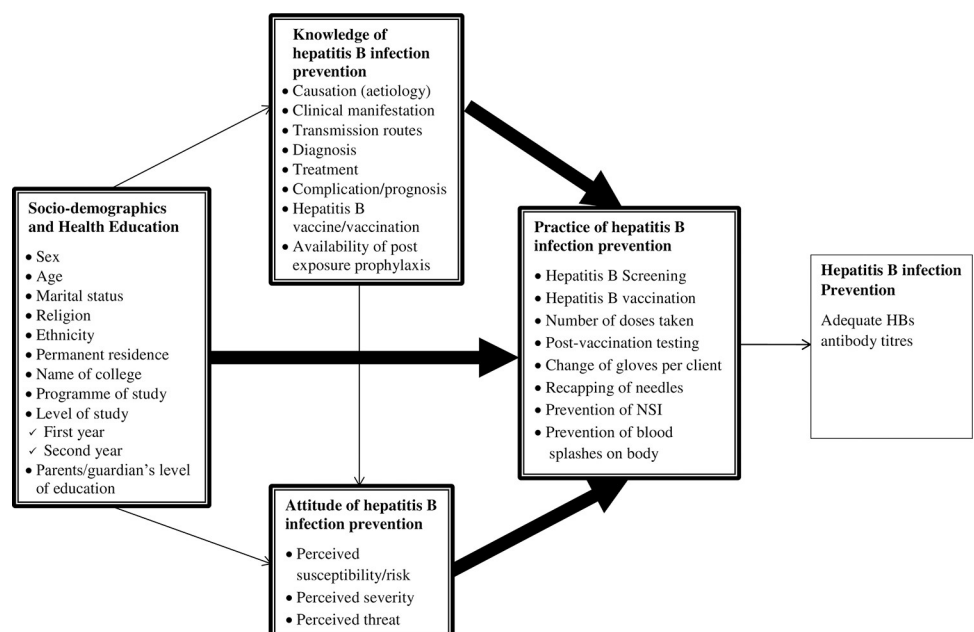 Knowledge of
hepatitis B infection
prevention
• Causation (aetiology)
• Clinical manifestation
• Transmission routes
• Diagnosis
• Treatment
• Complication/prognosis
• Hepatitis B
vaccine/vaccination
• Availability of post
exposure prophylaxis
Socio-demographics
and Health Education
• Sex
• Age
• Marital status
• Religion
• Ethnicity
• Permanent residence
• Name of college
• Programme of study
• Level of study
✓ First year
✓ Second year
• Parents/guardian's level
of education
Practice of hepatitis B
infection prevention
• Hepatitis B Screening
• Hepatitis B vaccination
• Number of doses taken
• Post-vaccination testing
• Change of gloves per client
• Recapping of needles
• Prevention of NSI
• Prevention of blood
splashes on body
Hepatitis B infection
Prevention
Adequate HBs
antibody titres
Attitude of hepatitis B
infection prevention
• Perceived
susceptibility/risk
• Perceived severity
• Perceived threat